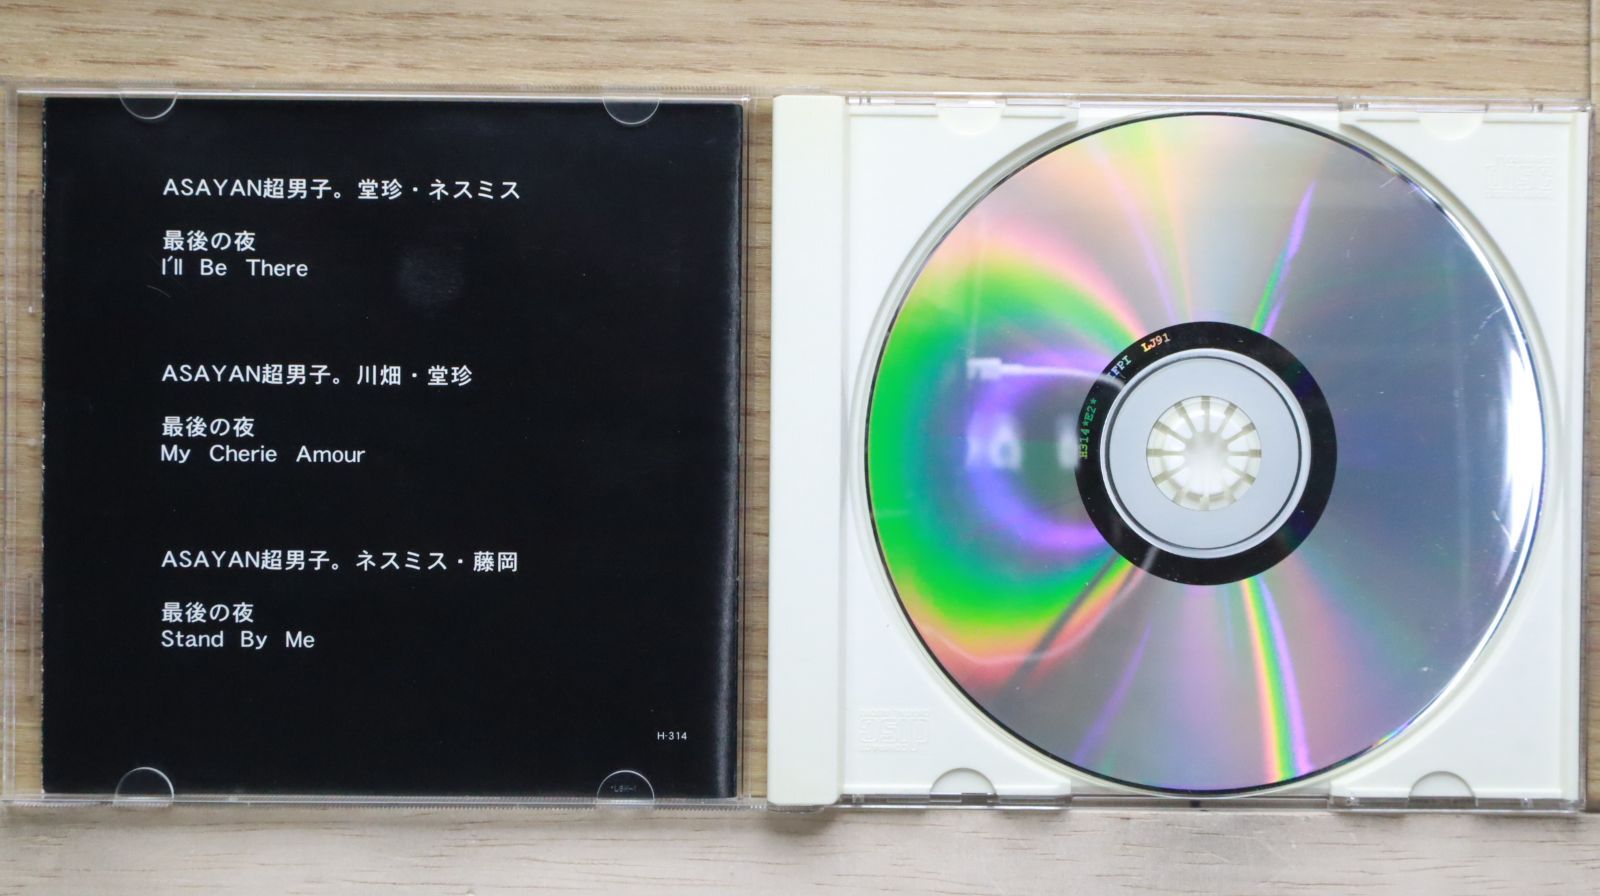 ASAYAN超男子。堂珍・ネスミス
最後の夜
I'll Be There
ASAYAN超男子。川畑・堂珍
最後の夜
My Cherie Amour
ASAYAN超男子。ネスミス・藤岡
最後の夜
Stand By Me
H-314
H314*E2*
IFPI LJ91
disc